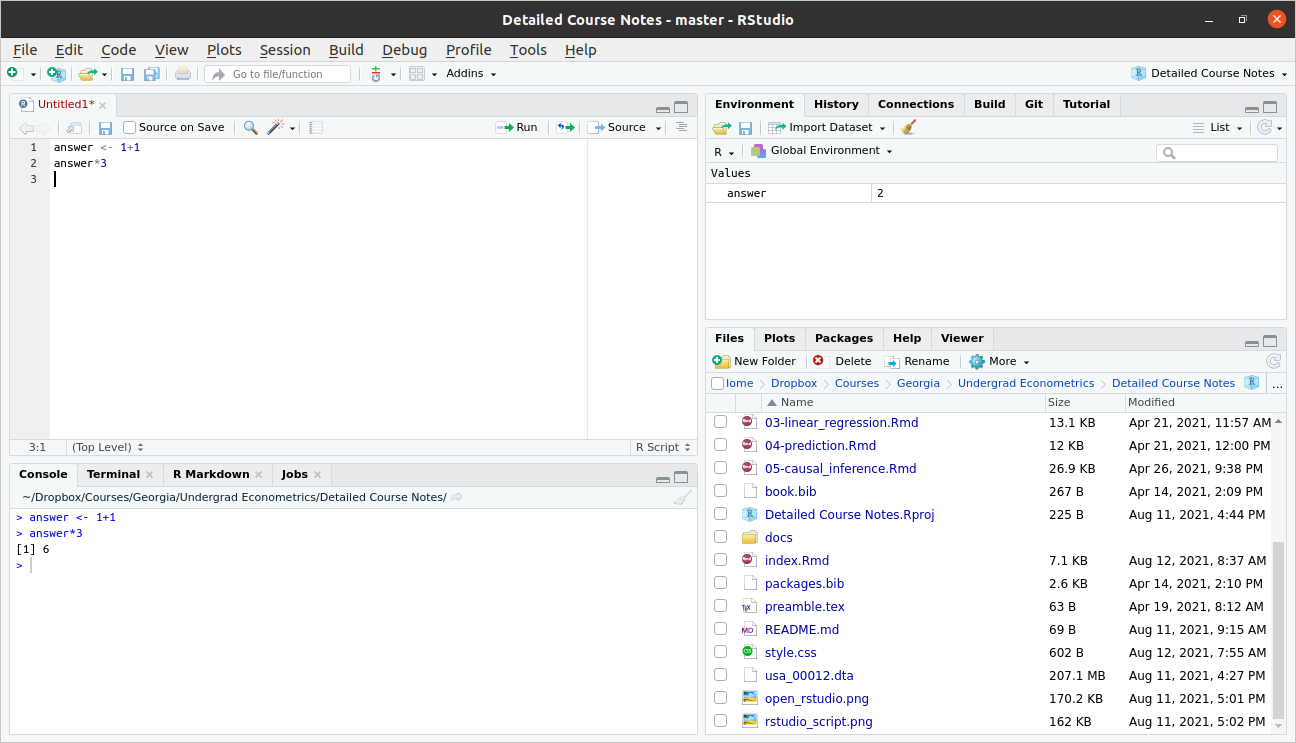 Detailed Course Notes - master - RStudio
File Edit Code View Plots Session Build Debug Profile Tools Help
Go to file/function Addins Detailed Course Notes
Untitled1*
Source on Save Run Source
1 answer <- 1+1
2 answer*3
3
3:1 (Top Level) R Script
Console Terminal R Markdown Jobs
~/Dropbox/Courses/Georgia/Undergrad Econometrics/Detailed Course Notes/
> answer <- 1+1
> answer*3
[1] 6
>
Environment History Connections Build Git Tutorial
Import Dataset List
R Global Environment
Values
answer 2
Files Plots Packages Help Viewer
New Folder Delete Rename More
lome Dropbox Courses Georgia Undergrad Econometrics Detailed Course Notes ...
Name Size Modified
03-linear_regression.Rmd 13.1 KB Apr 21, 2021, 11:57 AM
04-prediction.Rmd 12 KB Apr 21, 2021, 12:00 PM
05-causal_inference.Rmd 26.9 KB Apr 26, 2021, 9:38 PM
book.bib 267 B Apr 14, 2021, 2:09 PM
Detailed Course Notes.Rproj 225 B Aug 11, 2021, 4:44 PM
docs
index.Rmd 7.1 KB Aug 12, 2021, 8:37 AM
packages.bib 2.6 KB Apr 14, 2021, 2:10 PM
preamble.tex 63 B Apr 19, 2021, 8:12 AM
README.md 69 B Aug 11, 2021, 9:15 AM
style.css 602 B Aug 12, 2021, 7:55 AM
usa_00012.dta 207.1 MB Aug 11, 2021, 4:27 PM
open_rstudio.png 170.2 KB Aug 11, 2021, 5:01 PM
rstudio_script.png 162 KB Aug 11, 2021, 5:02 PM